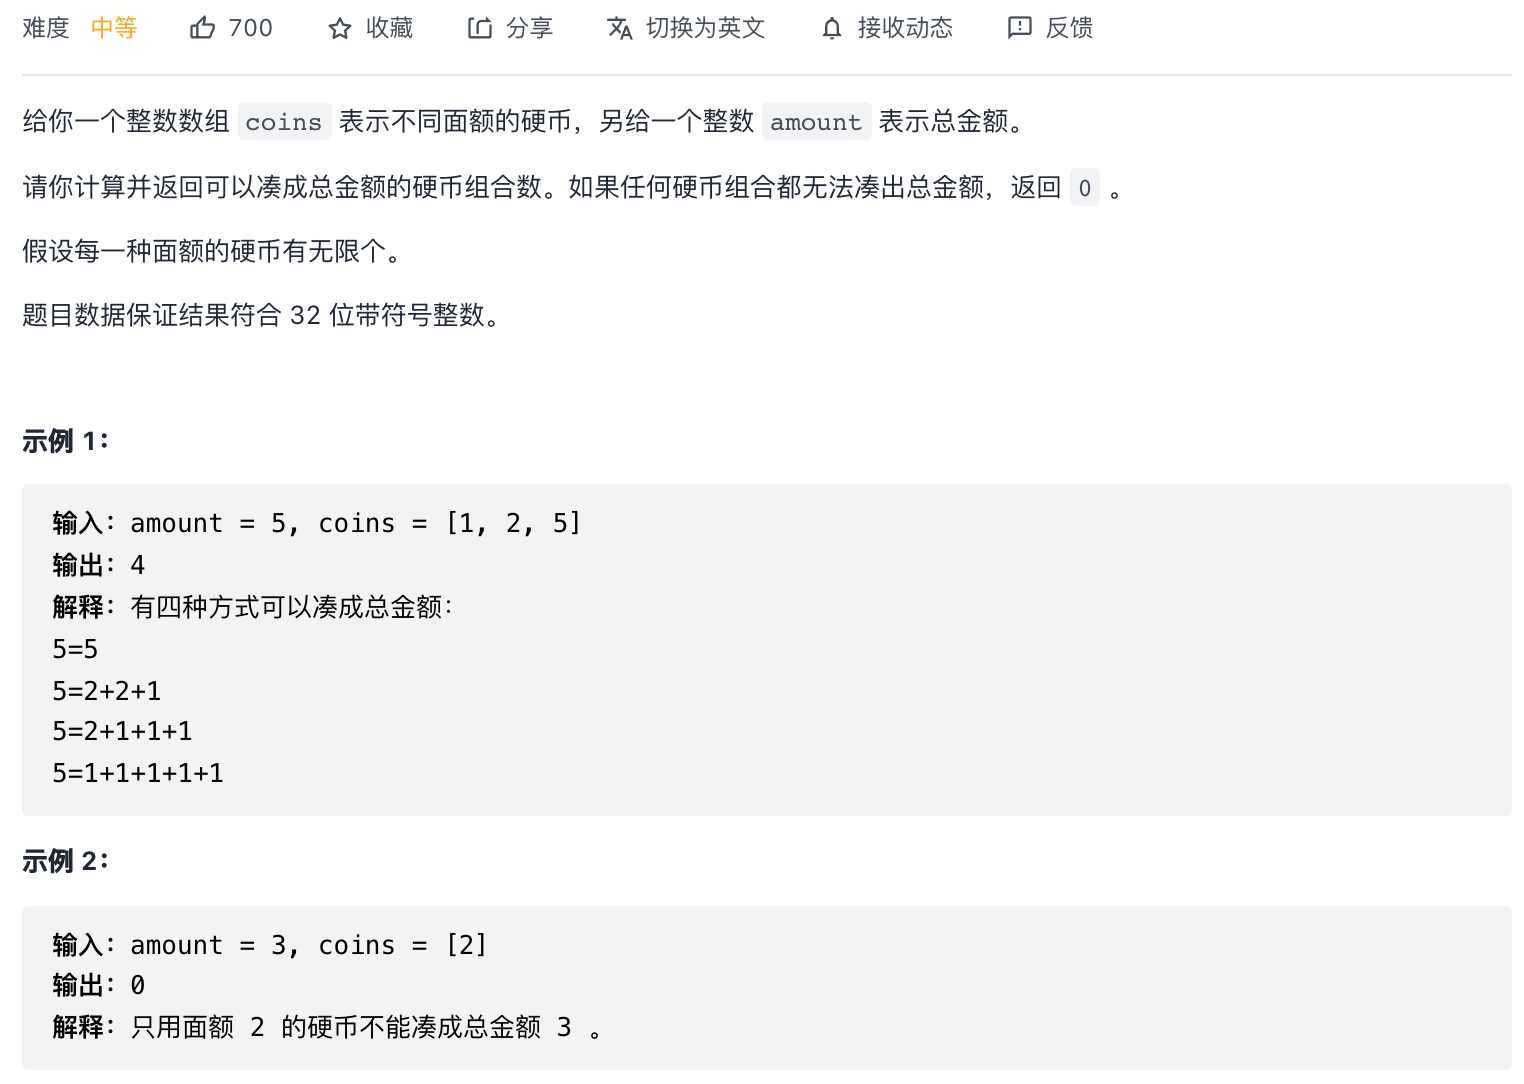 难度 中等 700 收藏 分享 切换为英文 接收动态 反馈
给你一个整数数组 coins 表示不同面额的硬币，另给一个整数 amount 表示总金额。
请你计算并返回可以凑成总金额的硬币组合数。如果任何硬币组合都无法凑出总金额，返回 0 。
假设每一种面额的硬币有无限个。
题目数据保证结果符合 32 位带符号整数。
示例 1：
输入：amount = 5, coins = [1, 2, 5]
输出：4
解释：有四种方式可以凑成总金额：
5=5
5=2+2+1
5=2+1+1+1
5=1+1+1+1+1
示例 2：
输入：amount = 3, coins = [2]
输出：0
解释：只用面额 2 的硬币不能凑成总金额 3 。